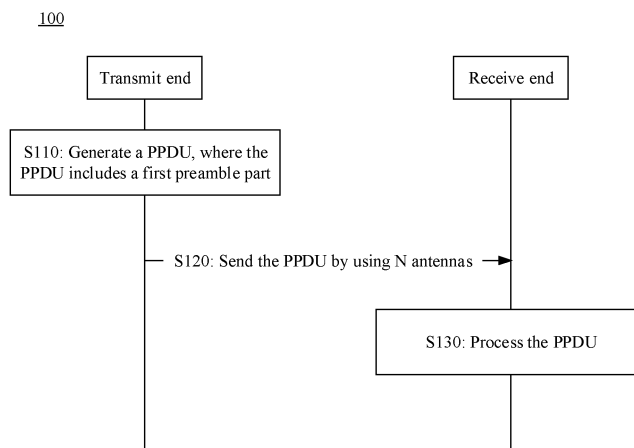 100
Transmit end
Receive end
S110: Generate a PPDU, where the
PPDU includes a first preamble part
S120: Send the PPDU by using N antennas
S130: Process the PPDU